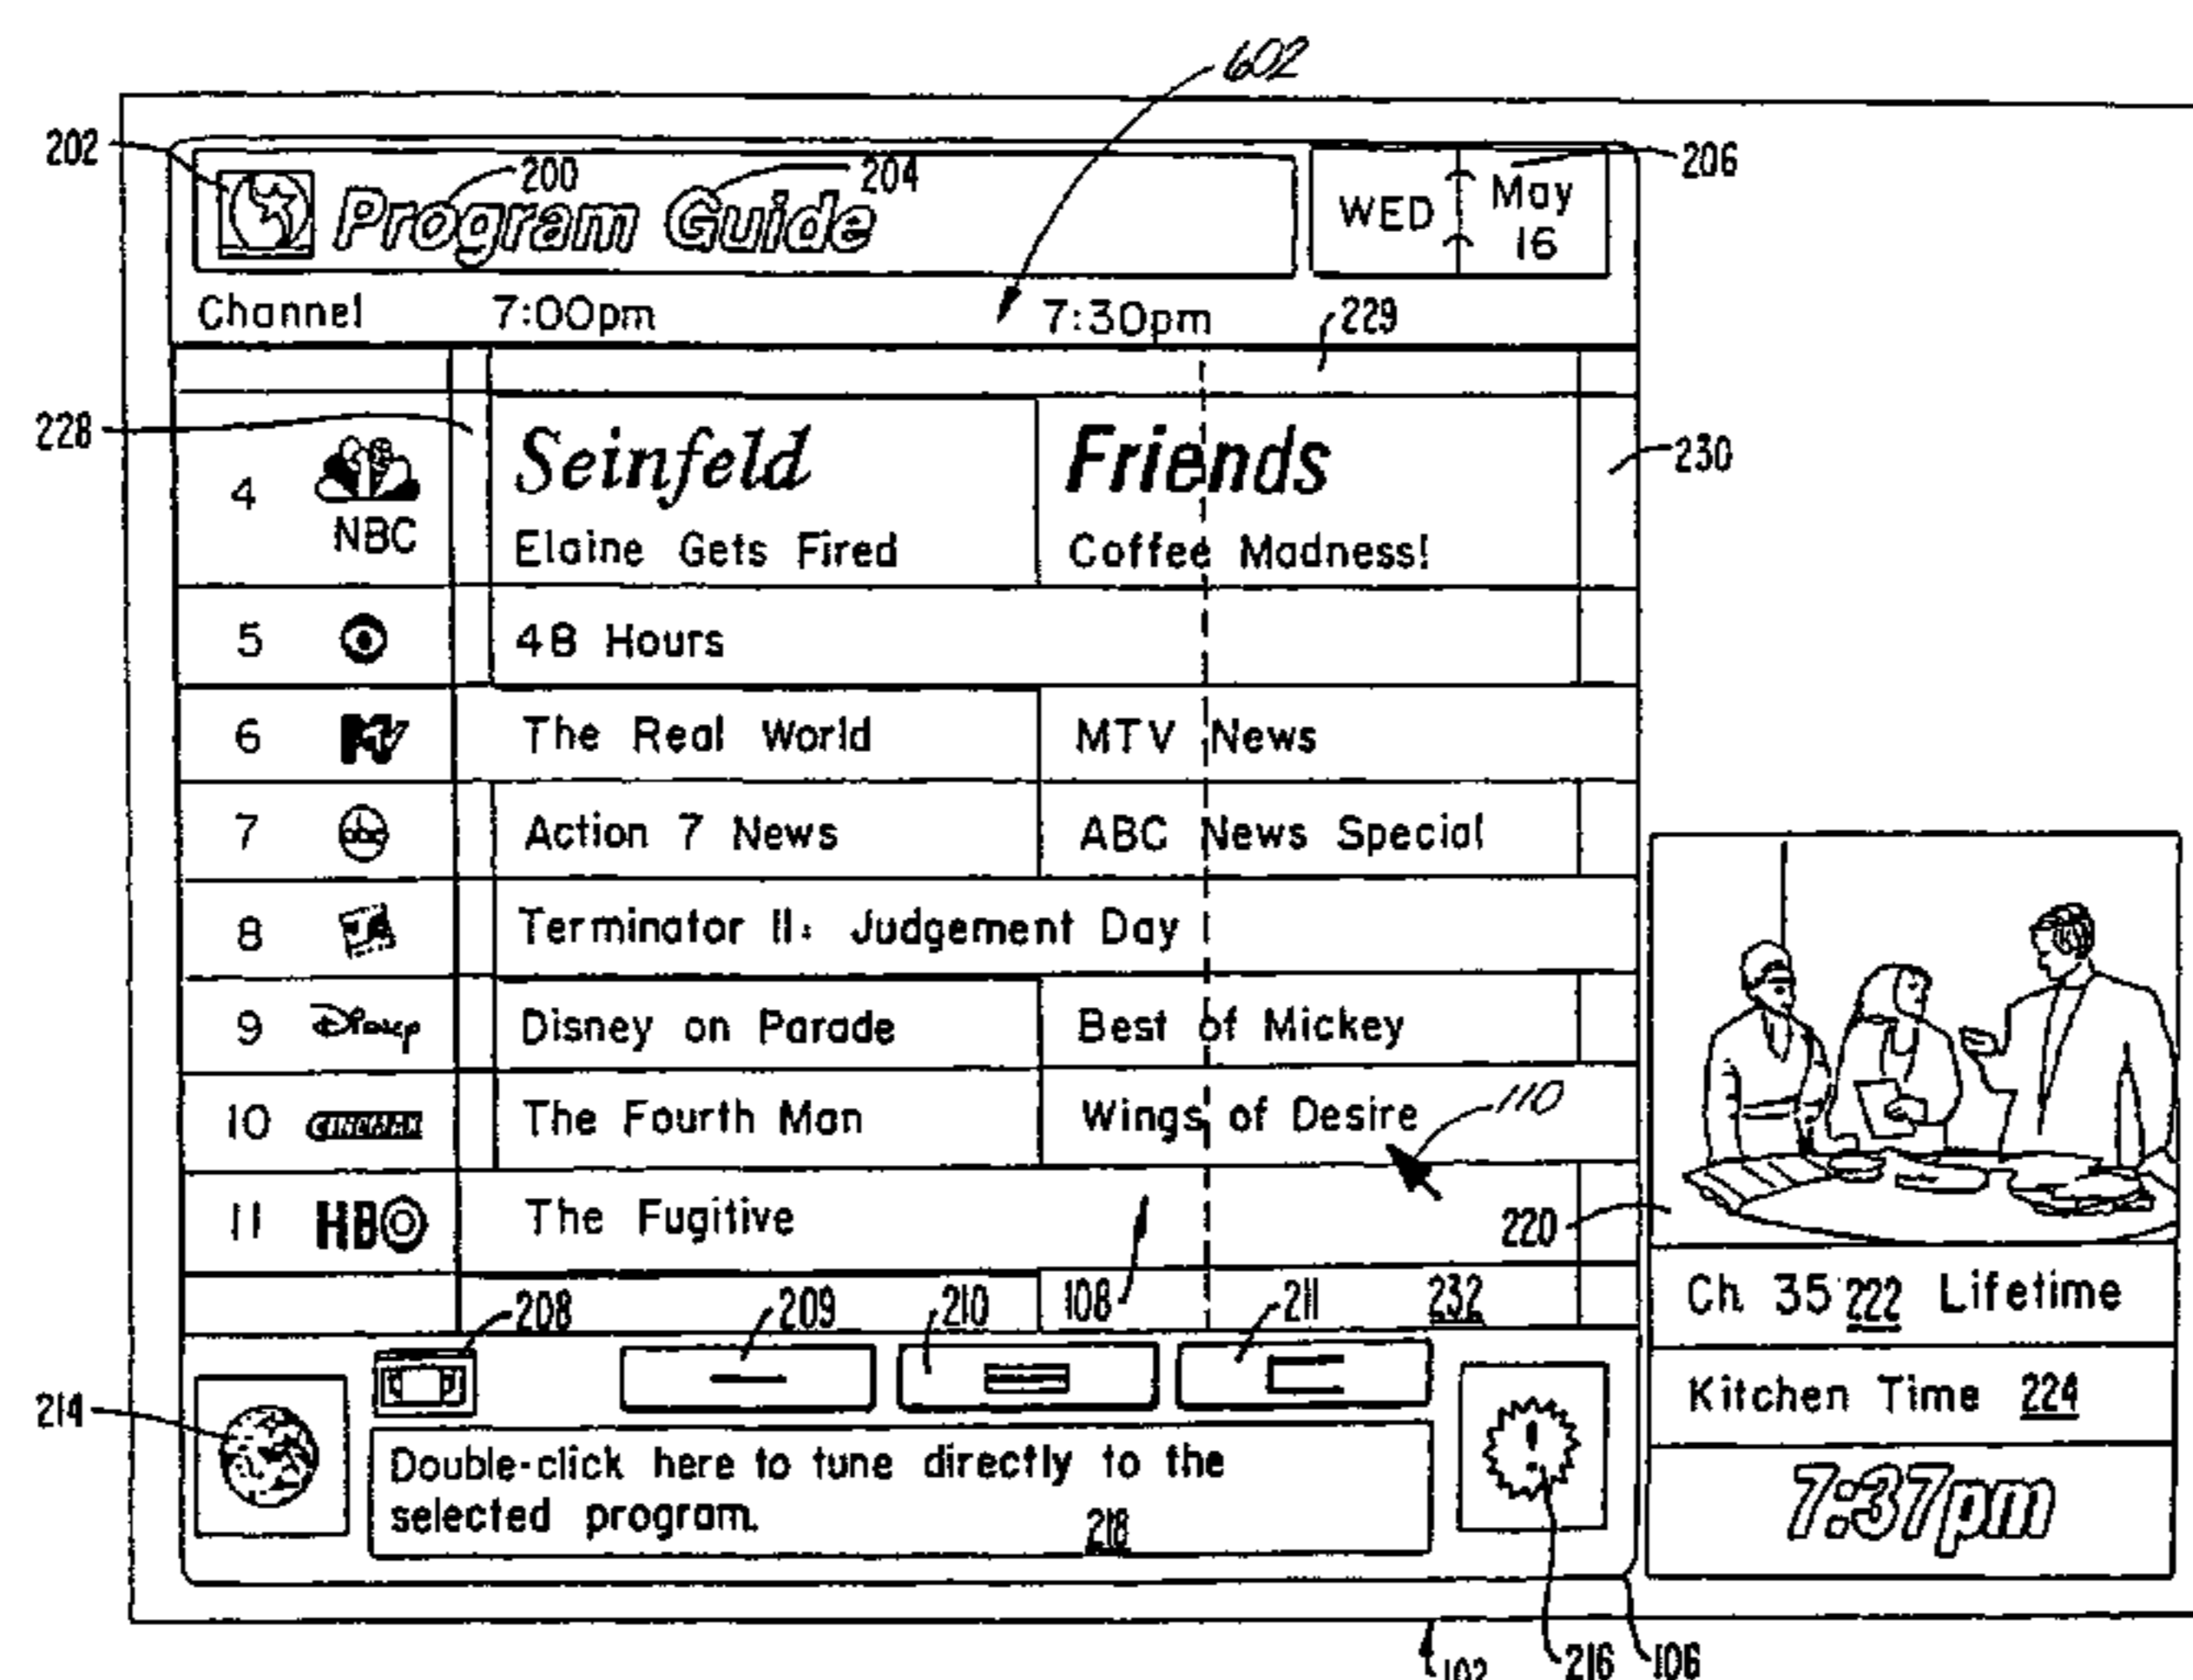 602
202
200
204
206
Program Guide
WED
May
16
Channel 7:00pm 7:30pm
229
228
230
4 NBC
Seinfeld
Elaine Gets Fired
Friends
Coffee Madness!
5 48 Hours
6 MTV The Real World MTV News
7 abc Action 7 News ABC News Special
8 Terminator II: Judgement Day
9 Disney Disney on Parade Best of Mickey
10 CINEMAX The Fourth Man Wings of Desire
110
11 HBO The Fugitive
220
208
209
210
108
211
232
Ch. 35 222 Lifetime
Kitchen Time 224
7:37pm
214
Double-click here to tune directly to the
selected program.
218
102
216
106